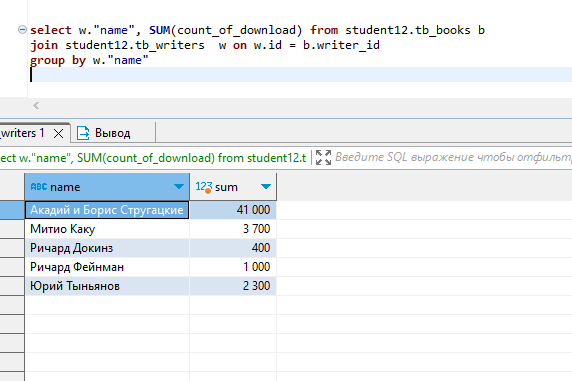 select w."name", SUM(count_of_download) from student12.tb_books b
join student12.tb_writers w on w.id = b.writer_id
group by w."name"
_writers 1
Вывод
ect w."name", SUM(count_of_download) from student12.t
Введите SQL выражение чтобы отфильтр
ABC name 123 sum
Акадий и Борис Стругацкие 41 000
Митио Каку 3 700
Ричард Докинз 400
Ричард Фейнман 1 000
Юрий Тыньянов 2 300